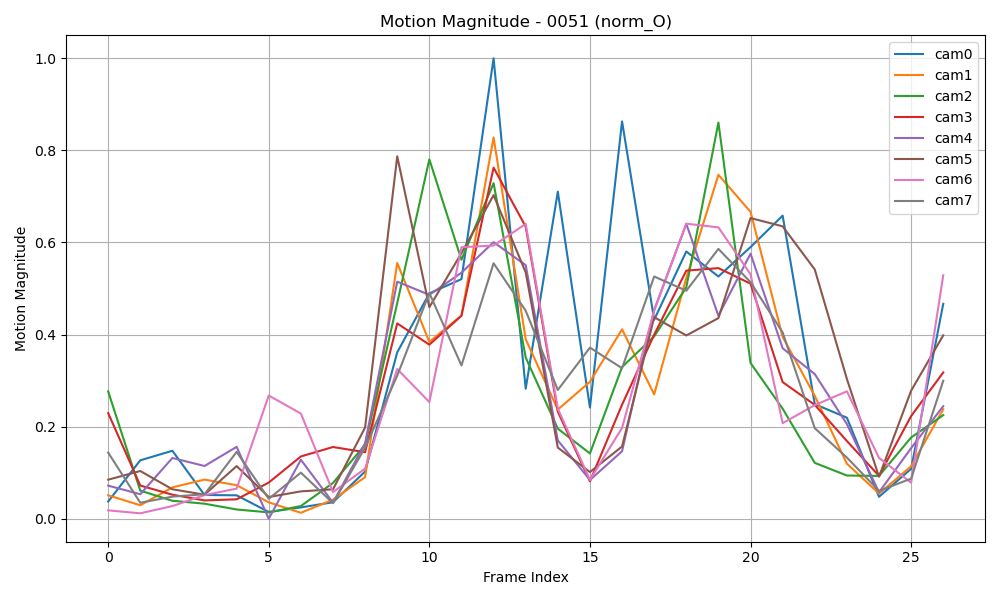 Motion Magnitude - 0051 (norm_O)
Motion Magnitude
1.0
0.8
0.6
0.4
0.2
0.0
0 5 10 15 20 25
Frame Index
cam0
cam1
cam2
cam3
cam4
cam5
cam6
cam7